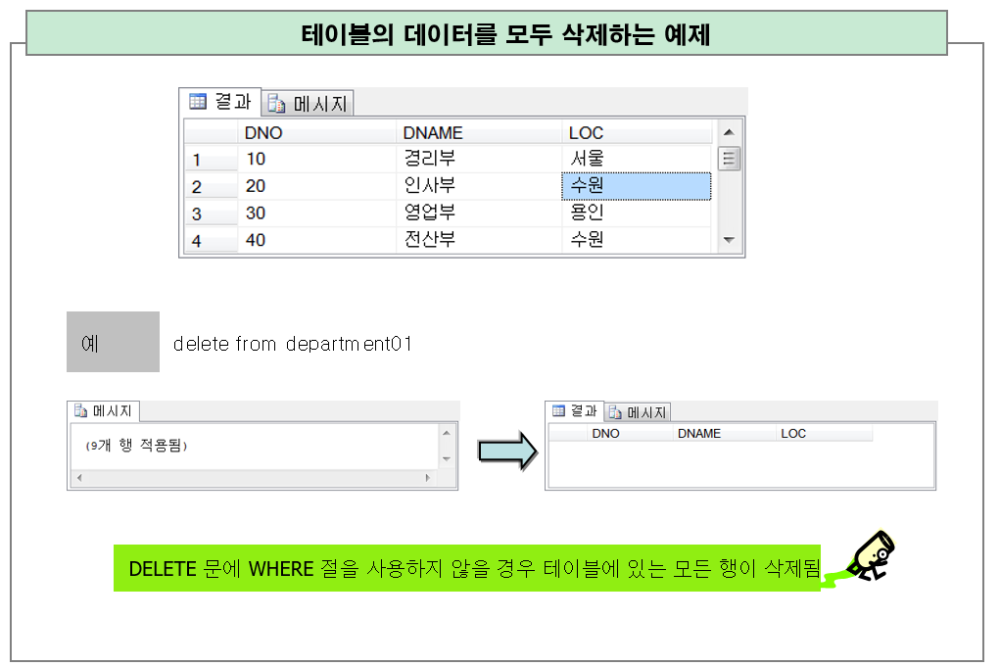 테이블의 데이터를 모두 삭제하는 예제
결과 메시지
DNO DNAME LOC
1 10 경리부 서울
2 20 인사부 수원
3 30 영업부 용인
4 40 전산부 수원
예 delete from department01
메시지
(9개 행 적용됨)
결과 메시지
DNO DNAME LOC
DELETE 문에 WHERE 절을 사용하지 않을 경우 테이블에 있는 모든 행이 삭제됨